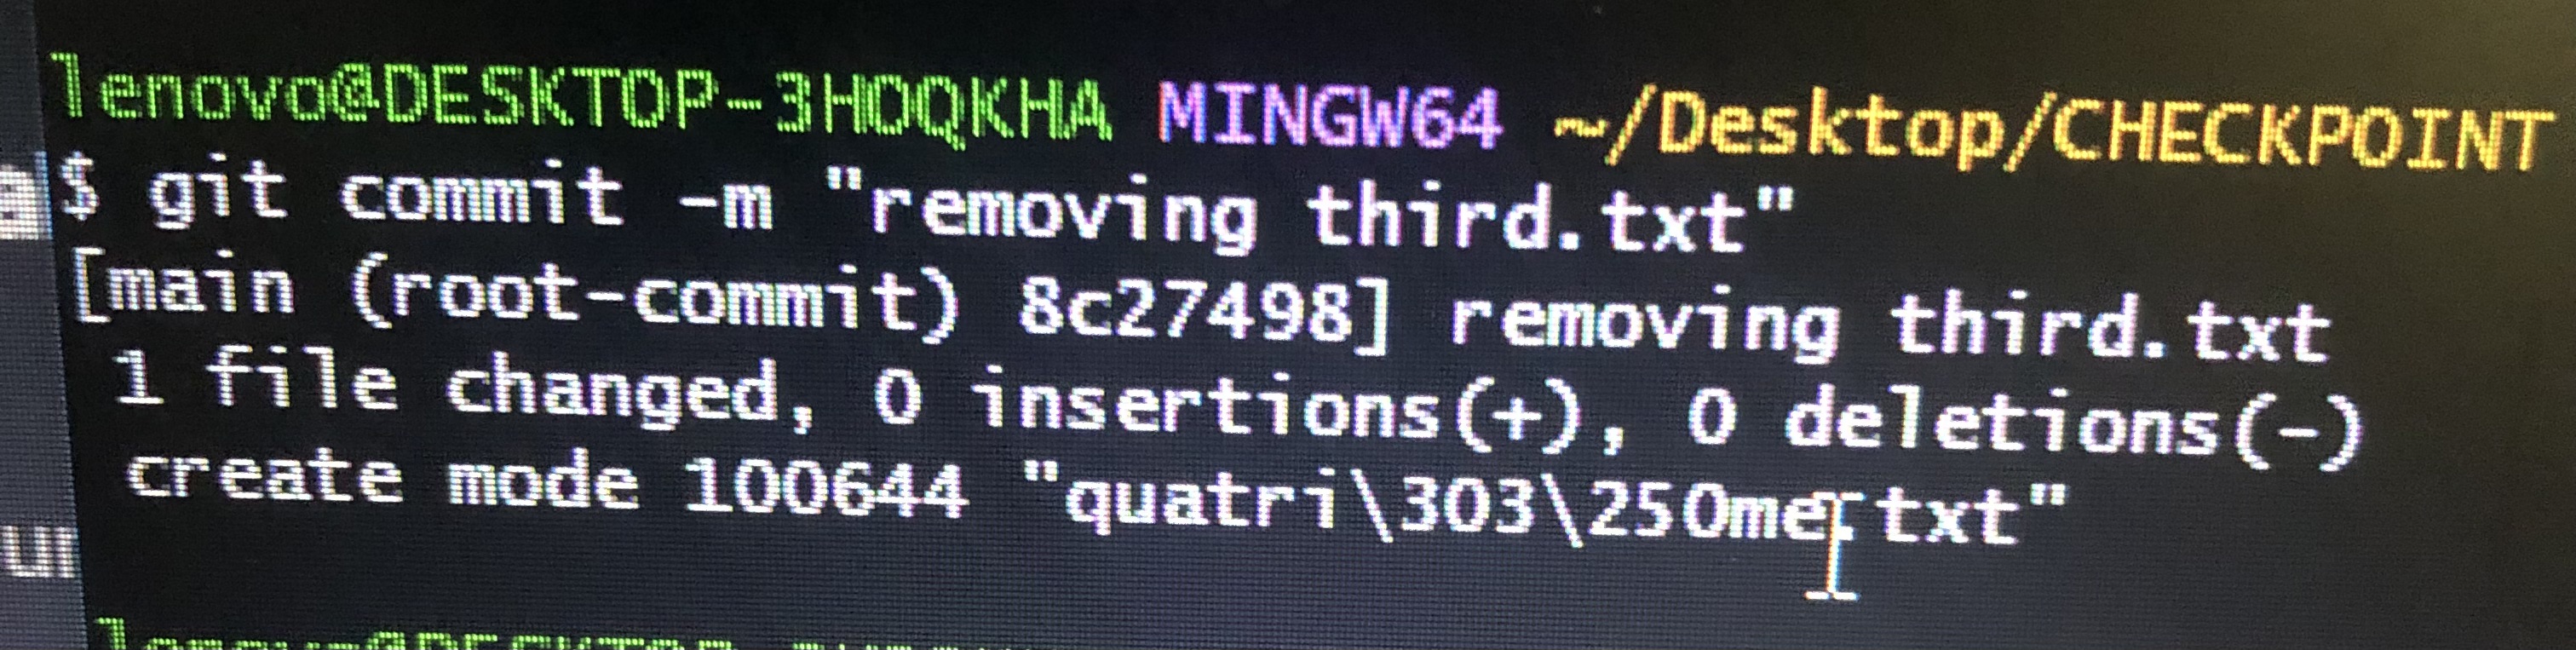 lenovo@DESKTOP-3HOQKHA MINGW64 ~/Desktop/CHECKPOINT
$ git commit -m "removing third.txt"
[main (root-commit) 8c27498] removing third.txt
1 file changed, 0 insertions(+), 0 deletions(-)
create mode 100644 "quatri\303\250me.txt"